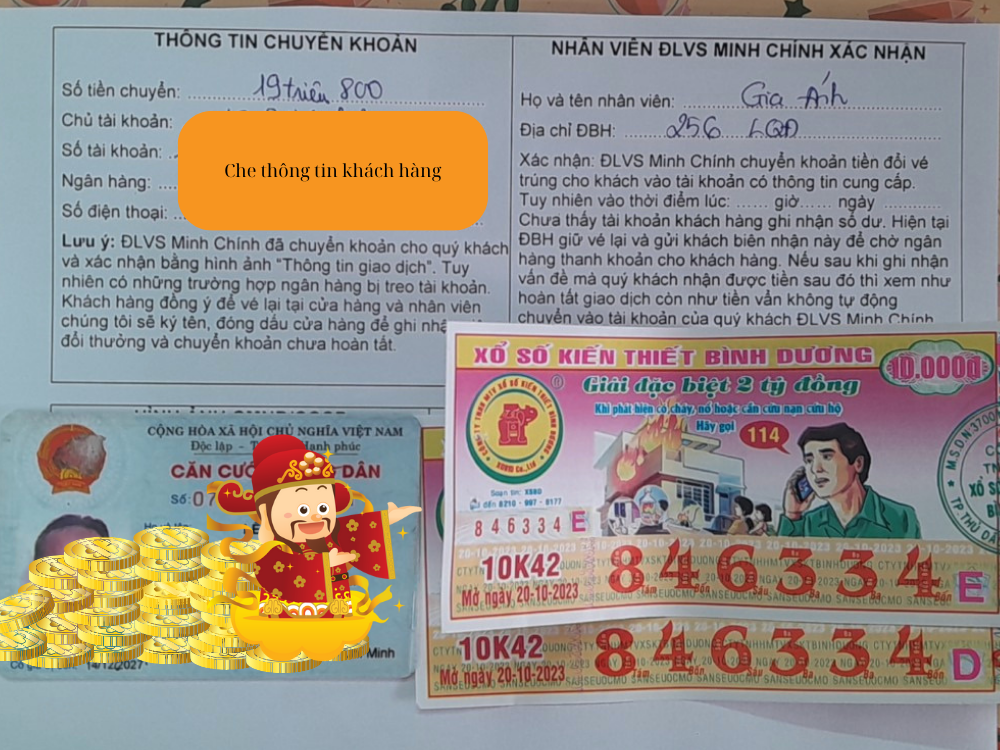 THÔNG TIN CHUYỂN KHOẢN
Số tiền chuyển: 19 triệu 800
Chủ tài khoản:
Số tài khoản:
Ngân hàng:
Số điện thoại:
Che thông tin khách hàng
Lưu ý: ĐLVS Minh Chính đã chuyển khoản cho quý khách
và xác nhận bằng hình ảnh "Thông tin giao dịch". Tuy
nhiên có những trường hợp ngân hàng bị treo tài khoản.
Khách hàng đồng ý để vé lại tại cửa hàng và nhân viên
chúng tôi sẽ ký tên, đóng dấu cửa hàng để ghi
đổi thưởng và chuyển khoản chưa hoàn tất.
NHÂN VIÊN ĐLVS MINH CHÍNH XÁC NHẬN
Họ và tên nhân viên: Gia Ánh
Địa chỉ ĐBH: 256 LQĐ
Xác nhận: ĐLVS Minh Chính chuyển khoản tiền đổi vé
trúng cho khách vào tài khoản có thông tin cung cấp.
Tuy nhiên vào thời điểm lúc: ...... giờ...... ngày
Chưa thấy tài khoản khách hàng ghi nhận số dư. Hiện tại
ĐBH giữ vé lại và gửi khách biên nhận này để chờ ngân
hàng thanh khoản cho khách hàng. Nếu sau khi ghi nhận
vấn đề mà quý khách nhận được tiền sau đó thì xem như
hoàn tất giao dịch còn như tiền vẫn không tự động
chuyển vào tài khoản của quý khách ĐLVS Minh Chính
CỘNG HÒA XÃ HỘI CHỦ NGHĨA VIỆT NAM
Độc lập - hạnh phúc
CĂN CƯỚC DÂN
Số: 07
14/12/2027
Minh
XỔ SỐ KIẾN THIẾT BÌNH DƯƠNG
10.000đ
Giải đặc biệt 2 tỷ đồng
Khi phát hiện có cháy, nổ hoặc cần cứu nạn cứu hộ
Hãy gọi 114
Soạn tin: XSBD
846334 E
10K42
Mở ngày 20-10-2023
846334
E
10K42
Mở ngày 20-10-2023
846334
D